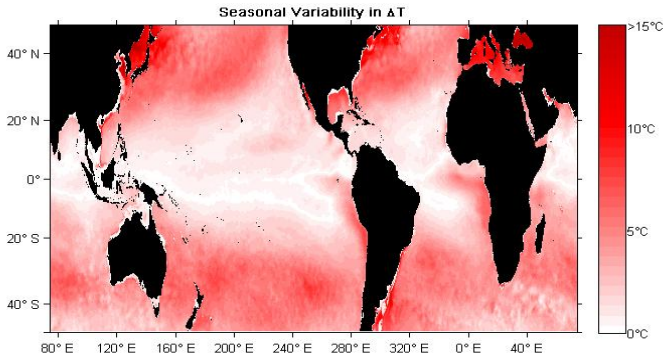 Seasonal Variability in ΔT
>15°C
40° N
20° N
10°C
0°
5°C
20° S
40° S
0°C
80° E
120° E
160° E
200° E
240° E
280° E
320° E
0° E
40° E